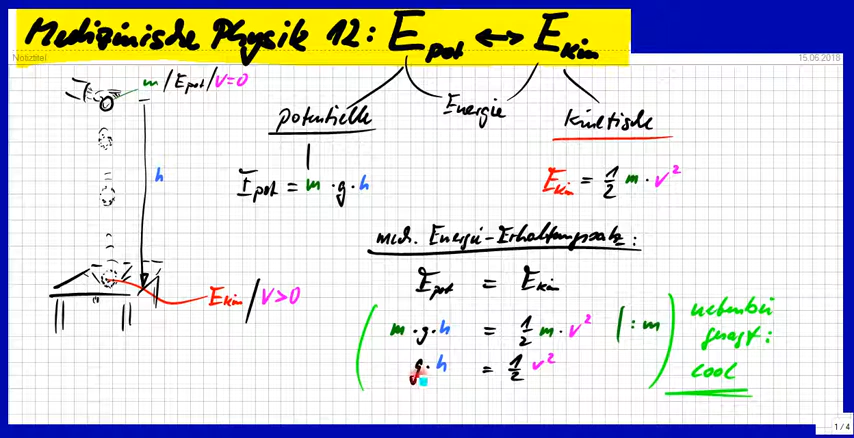 Medizinische Physik 12: Epot ↔ Ekin
Notiztitel
15.06.2018
m / Epot / v=0
potentielle
Energie
kinetische
h
Epot = m · g · h
Ekin = 1/2 m · v²
mech. Energie-Erhaltungssatz:
Epot = Ekin
Ekin / v>0
m · g · h = 1/2 m · v² | : m
g · h = 1/2 v²
nebenbei
gesagt:
cool
1 / 4